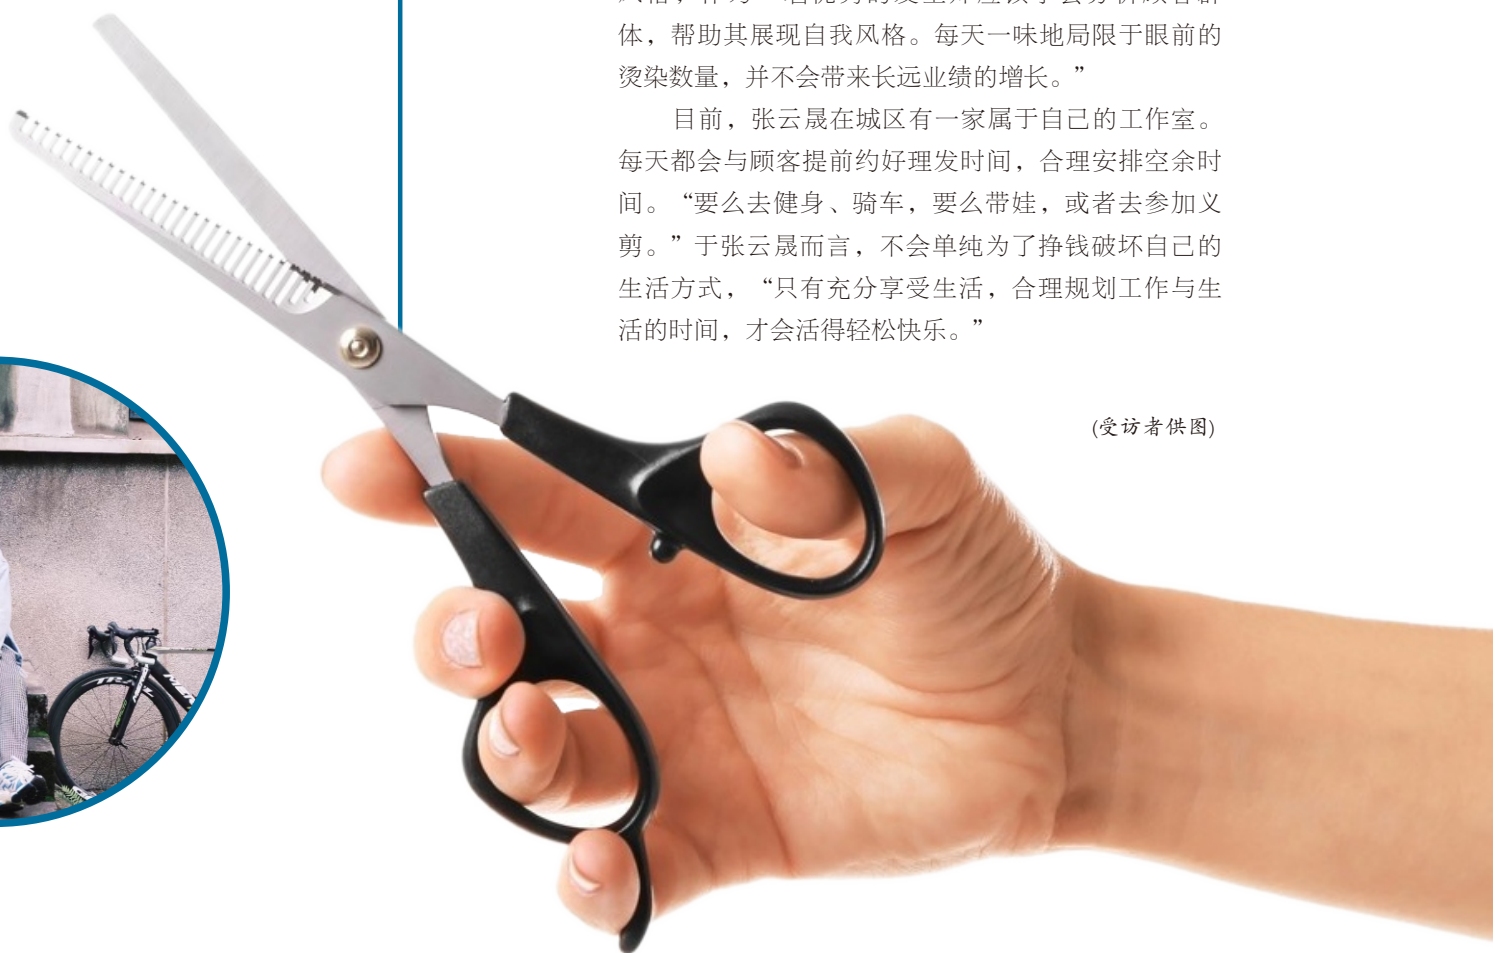 体，帮助其展现自我风格。每天一味地局限于眼前的
烫染数量，并不会带来长远业绩的增长。”
目前，张云晟在城区有一家属于自己的工作室。
每天都会与顾客提前约好理发时间，合理安排空余时
间。“要么去健身、骑车，要么带娃，或者去参加义
剪。”于张云晟而言，不会单纯为了挣钱破坏自己的
生活方式，“只有充分享受生活，合理规划工作与生
活的时间，才会活得轻松快乐。”
(受访者供图)